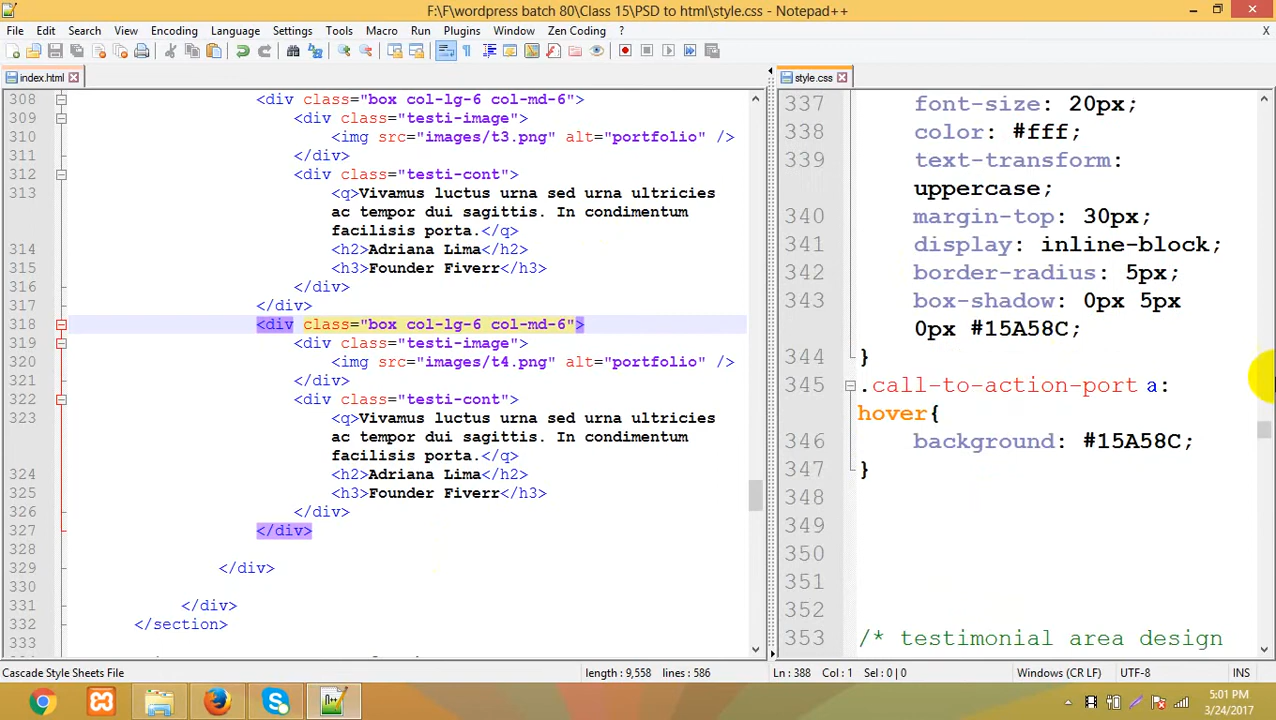 F:\F\wordpress batch 80\Class 15\PSD to html\style.css - Notepad++
File Edit Search View Encoding Language Settings Tools Macro Run Plugins Window Zen Coding ? X
index.html
308 <div class="box col-lg-6 col-md-6">
309 <div class="testi-image">
310 <img src="images/t3.png" alt="portfolio" />
311 </div>
312 <div class="testi-cont">
313 <q>Vivamus luctus urna sed urna ultricies
ac tempor dui sagittis. In condimentum
facilisis porta.</q>
314 <h2>Adriana Lima</h2>
315 <h3>Founder Fiverr</h3>
316 </div>
317 </div>
318 <div class="box col-lg-6 col-md-6">
319 <div class="testi-image">
320 <img src="images/t4.png" alt="portfolio" />
321 </div>
322 <div class="testi-cont">
323 <q>Vivamus luctus urna sed urna ultricies
ac tempor dui sagittis. In condimentum
facilisis porta.</q>
324 <h2>Adriana Lima</h2>
325 <h3>Founder Fiverr</h3>
326 </div>
327 </div>
328
329 </div>
330
331 </div>
332 </section>
333
style.css
337 font-size: 20px;
338 color: #fff;
339 text-transform:
uppercase;
340 margin-top: 30px;
341 display: inline-block;
342 border-radius: 5px;
343 box-shadow: 0px 5px
0px #15A58C;
344 }
345 .call-to-action-port a:
hover{
346 background: #15A58C;
347 }
348
349
350
351
352
353 /* testimonial area design
Cascade Style Sheets File length : 9,558 lines : 586 Ln : 388 Col : 1 Sel : 0 | 0 Windows (CR LF) UTF-8 INS
5:01 PM
3/24/2017